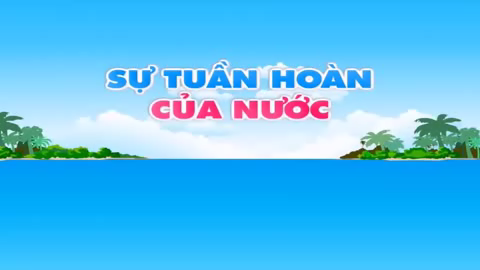 SỰ TUẦN HOÀN
CỦA NƯỚC